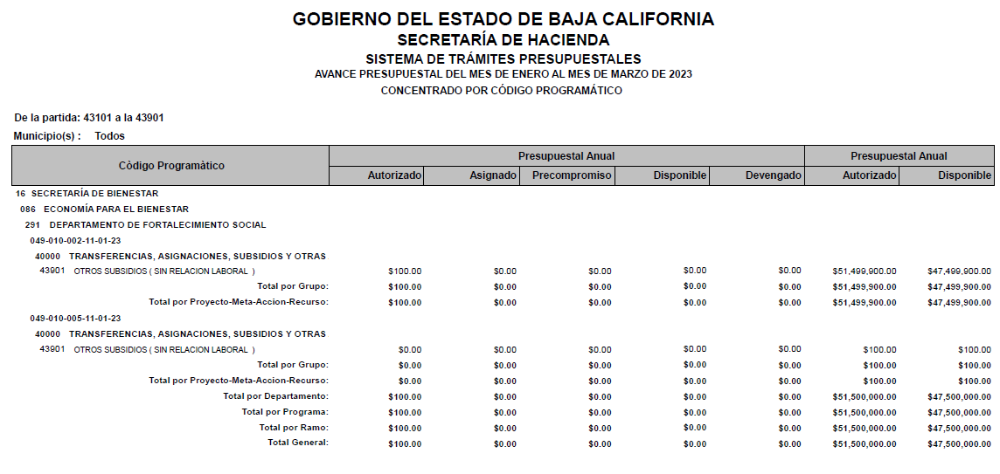 GOBIERNO DEL ESTADO DE BAJA CALIFORNIA
SECRETARÍA DE HACIENDA
SISTEMA DE TRÁMITES PRESUPUESTALES
AVANCE PRESUPUESTAL DEL MES DE ENERO AL MES DE MARZO DE 2023
CONCENTRADO POR CÓDIGO PROGRAMÁTICO
De la partida: 43101 a la 43901
Municipio(s) : Todos
Còdigo Programàtico Presupuestal Anual Presupuestal Anual
Autorizado Asignado Precompromiso Disponible Devengado Autorizado Disponible
16 SECRETARÍA DE BIENESTAR
086 ECONOMÍA PARA EL BIENESTAR
291 DEPARTAMENTO DE FORTALECIMIENTO SOCIAL
049-010-002-11-01-23
40000 TRANSFERENCIAS, ASIGNACIONES, SUBSIDIOS Y OTRAS
43901 OTROS SUBSIDIOS ( SIN RELACION LABORAL ) $100.00 $0.00 $0.00 $0.00 $0.00 $51,499,900.00 $47,499,900.00
Total por Grupo: $100.00 $0.00 $0.00 $0.00 $0.00 $51,499,900.00 $47,499,900.00
Total por Proyecto-Meta-Accion-Recurso: $100.00 $0.00 $0.00 $0.00 $0.00 $51,499,900.00 $47,499,900.00
049-010-005-11-01-23
40000 TRANSFERENCIAS, ASIGNACIONES, SUBSIDIOS Y OTRAS
43901 OTROS SUBSIDIOS ( SIN RELACION LABORAL ) $0.00 $0.00 $0.00 $0.00 $0.00 $100.00 $100.00
Total por Grupo: $0.00 $0.00 $0.00 $0.00 $0.00 $100.00 $100.00
Total por Proyecto-Meta-Accion-Recurso: $0.00 $0.00 $0.00 $0.00 $0.00 $100.00 $100.00
Total por Departamento: $100.00 $0.00 $0.00 $0.00 $0.00 $51,500,000.00 $47,500,000.00
Total por Programa: $100.00 $0.00 $0.00 $0.00 $0.00 $51,500,000.00 $47,500,000.00
Total por Ramo: $100.00 $0.00 $0.00 $0.00 $0.00 $51,500,000.00 $47,500,000.00
Total General: $100.00 $0.00 $0.00 $0.00 $0.00 $51,500,000.00 $47,500,000.00